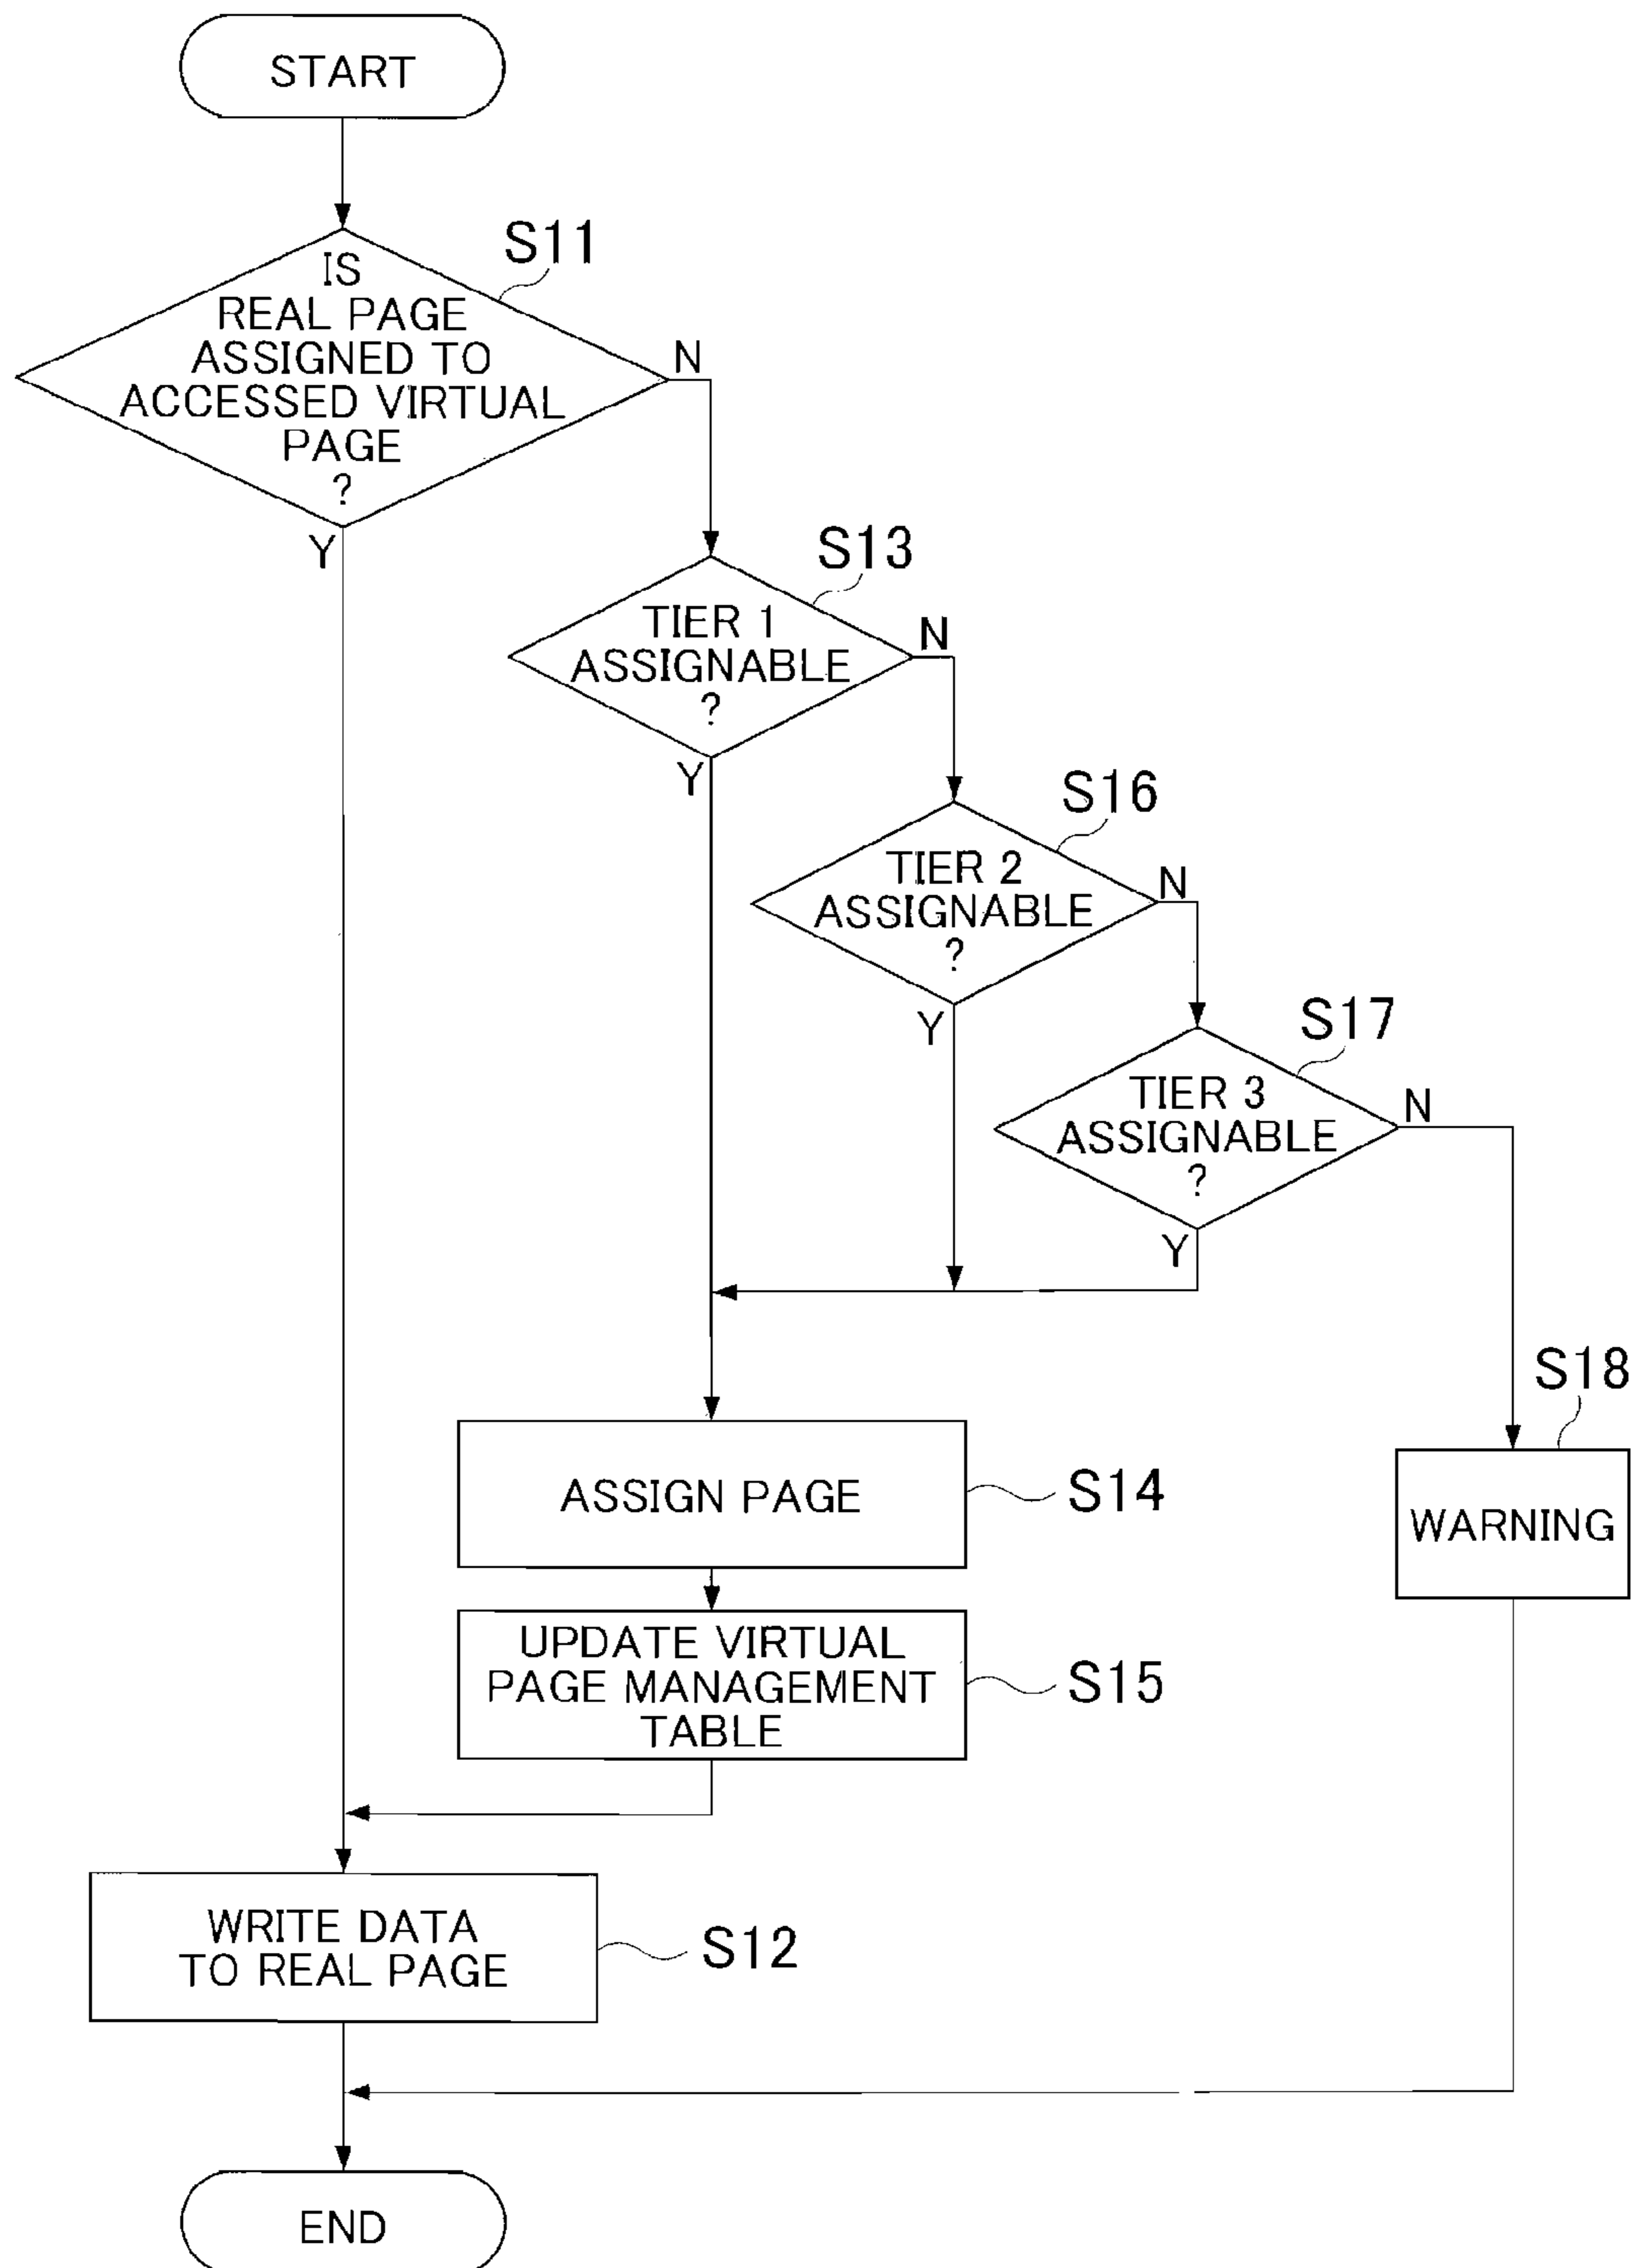 START
S11
IS
REAL PAGE
ASSIGNED TO
ACCESSED VIRTUAL
PAGE
?
N
Y
S13
TIER 1
ASSIGNABLE
?
N
Y
S16
TIER 2
ASSIGNABLE
?
N
Y
S17
TIER 3
ASSIGNABLE
?
N
Y
S18
WARNING
ASSIGN PAGE
S14
UPDATE VIRTUAL
PAGE MANAGEMENT
TABLE
S15
WRITE DATA
TO REAL PAGE
S12
END